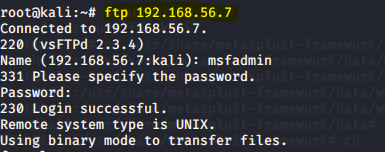 root@kali:~# ftp 192.168.56.7
Connected to 192.168.56.7.
220 (vsFTPd 2.3.4)
Name (192.168.56.7:kali): msfadmin
331 Please specify the password.
Password:
230 Login successful.
Remote system type is UNIX.
Using binary mode to transfer files.